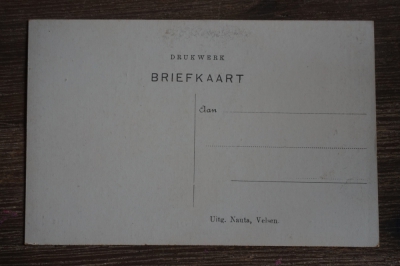 DRUKWERK
BRIEFKAART
Aan
Uitg. Nauta, Velsen.